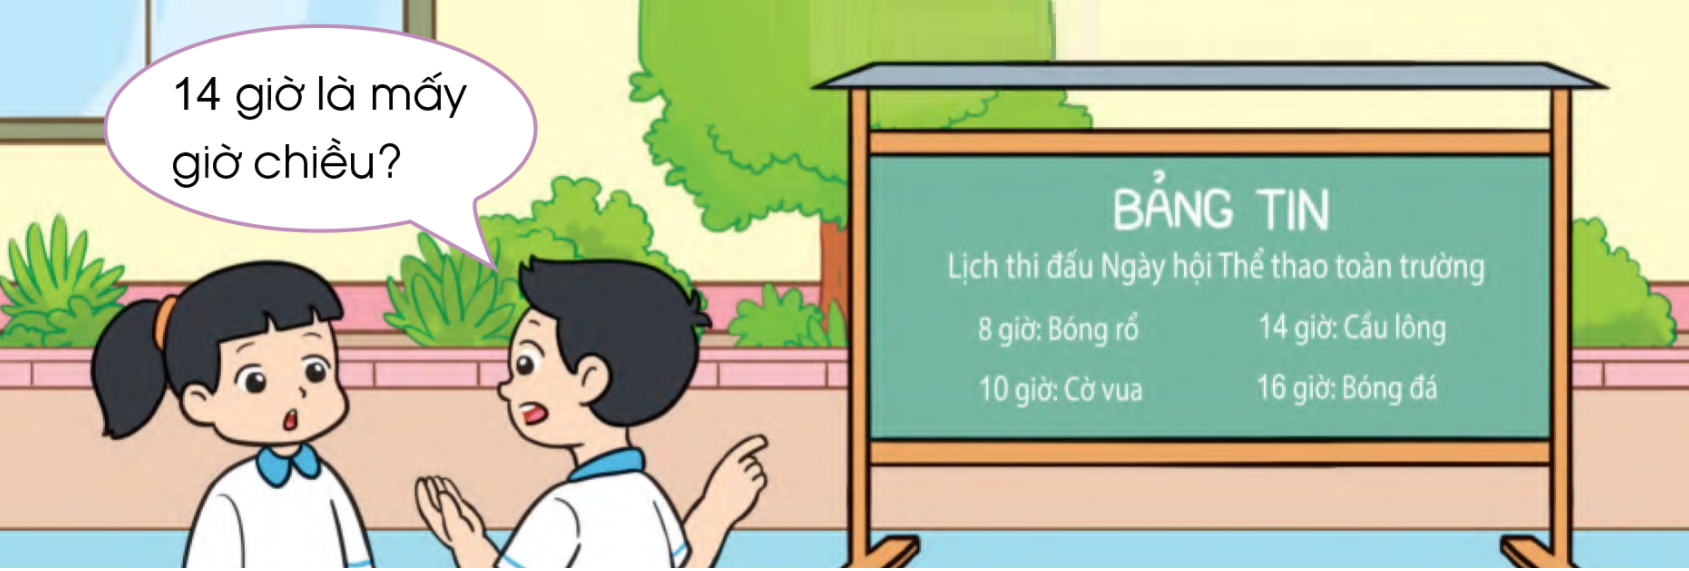 14 giờ là mấy
giờ chiều?
BẢNG TIN
Lịch thi đấu Ngày hội Thể thao toàn trường
8 giờ: Bóng rổ
14 giờ: Cầu lông
10 giờ: Cờ vua
16 giờ: Bóng đá